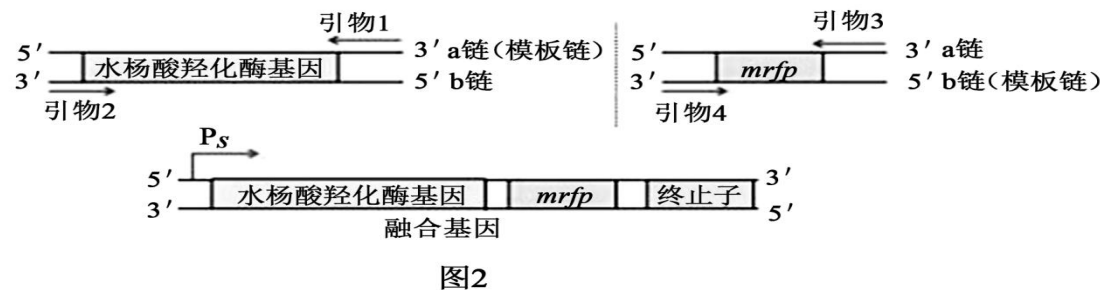 引物1
5′ 3′ a链(模板链)
水杨酸羟化酶基因
3′ 5′ b链
引物2
引物3
5′ 3′ a链
mrfp
3′ 5′ b链(模板链)
引物4
PS
5′ 3′
水杨酸羟化酶基因 mrfp 终止子
3′ 5′
融合基因
图2